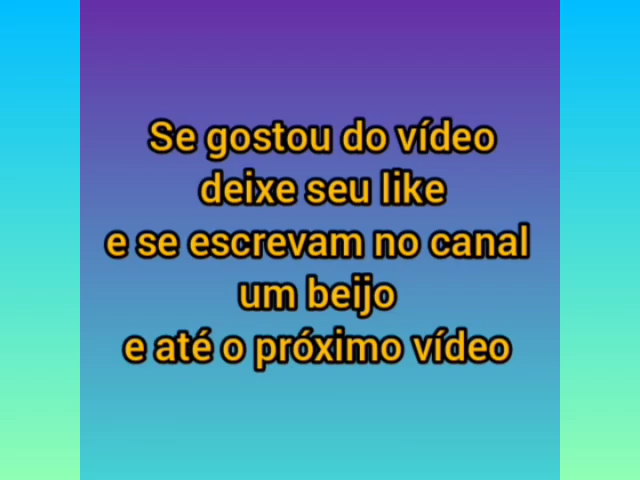 Se gostou do vídeo
deixe seu like
e se escrevam no canal
um beijo
e até o próximo vídeo